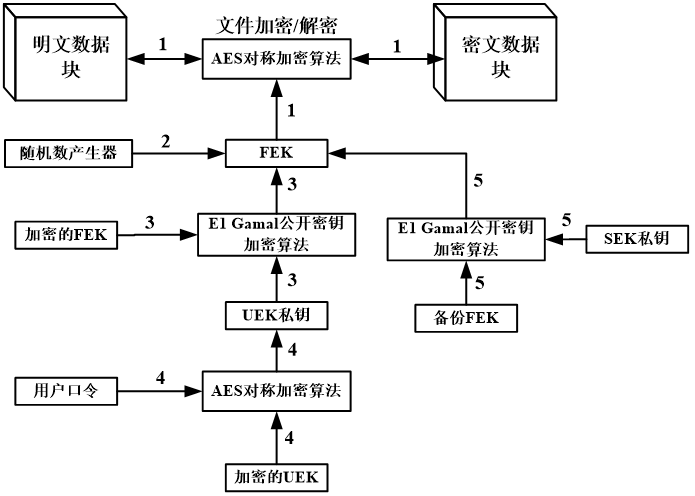 文件加密/解密
明文数据
块
1
AES对称加密算法
1
密文数据
块
1
随机数产生器
2
FEK
3
5
加密的FEK
3
E1 Gamal公开密钥
加密算法
E1 Gamal公开密钥
加密算法
5
SEK私钥
3
5
UEK私钥
备份FEK
4
用户口令
4
AES对称加密算法
4
加密的UEK